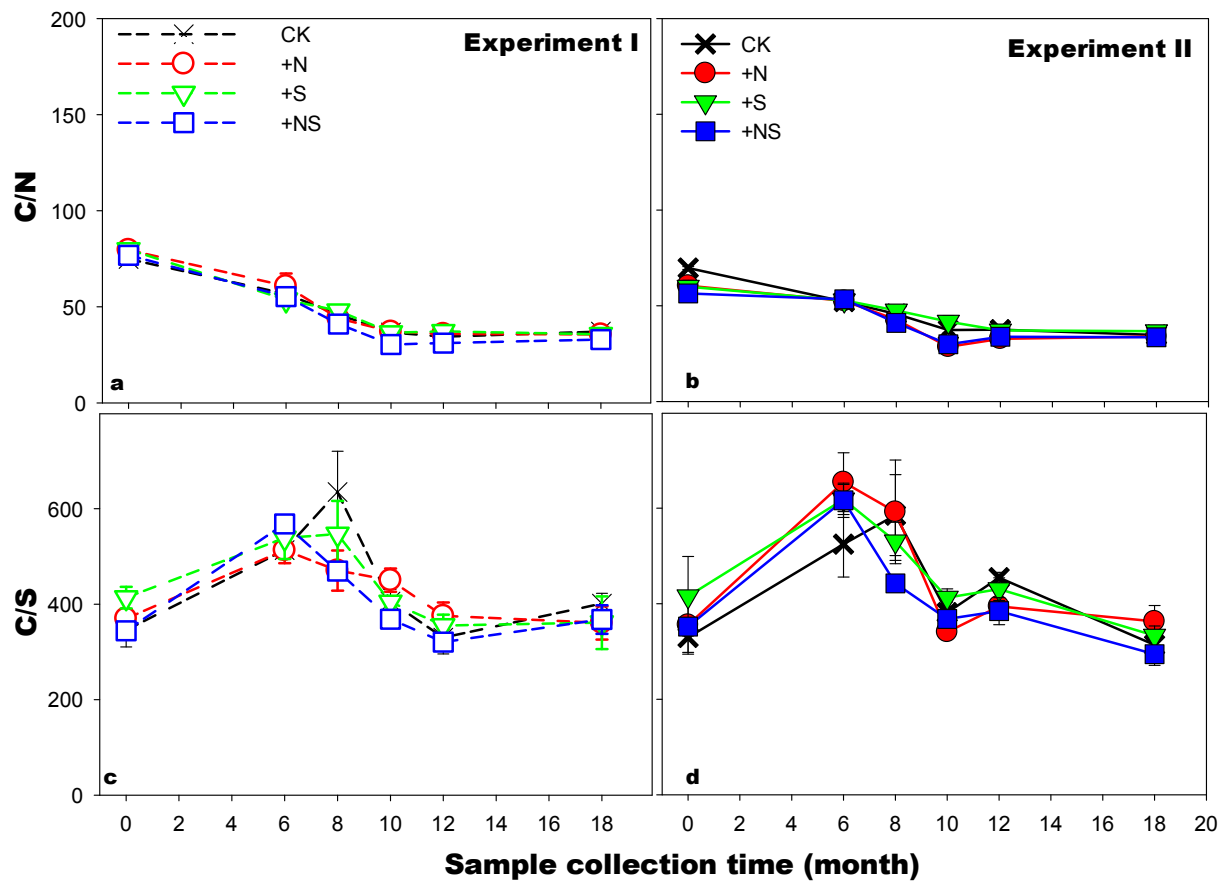 200
150
100
50
0
C/N
CK
+N
+S
+NS
Experiment I
a
CK
+N
+S
+NS
Experiment II
b
600
400
200
0
C/S
c
d
0 2 4 6 8 10 12 14 16 18
0 2 4 6 8 10 12 14 16 18 20
Sample collection time (month)